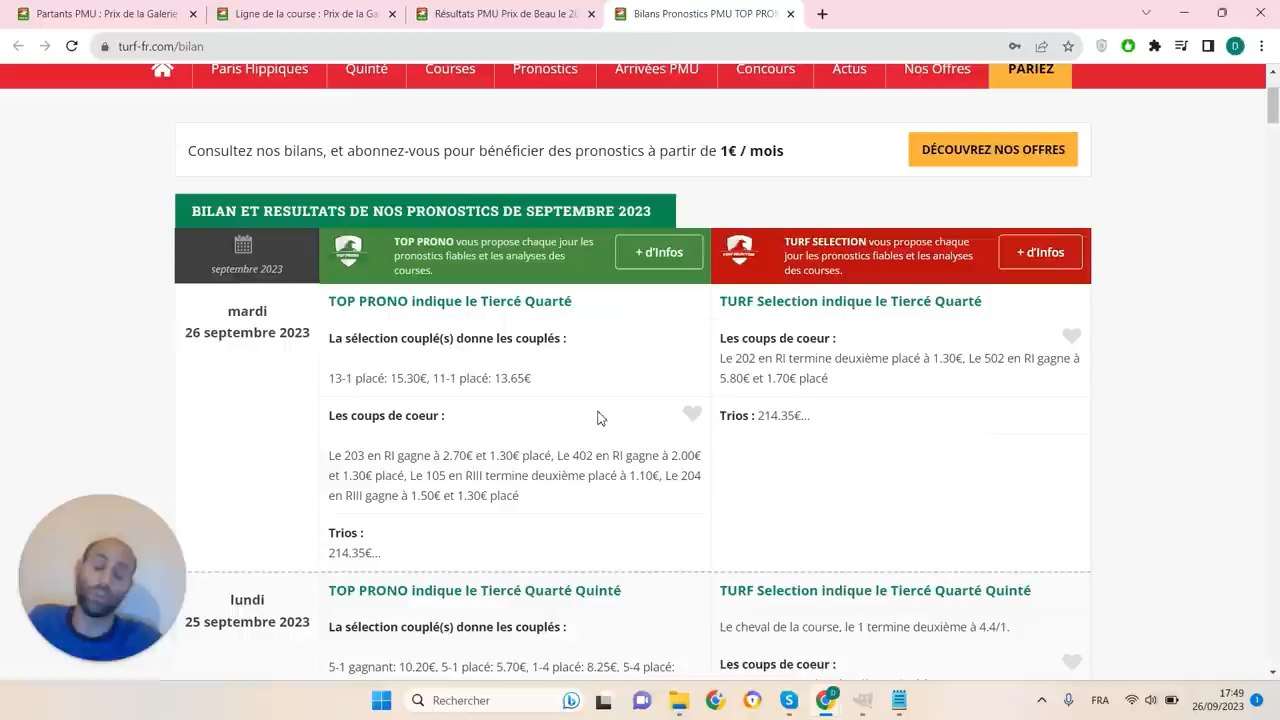 Partants PMU : Prix de la Galerie
Ligne de la course : Prix de la Ga
Résultats PMU Prix de Beau le 20
Bilans Pronostics PMU TOP PRON
turf-fr.com/bilan
D
Paris Hippiques
Quinté
Courses
Pronostics
Arrivées PMU
Concours
Actus
Nos Offres
PARIEZ
Consultez nos bilans, et abonnez-vous pour bénéficier des pronostics à partir de 1€ / mois
DÉCOUVREZ NOS OFFRES
BILAN ET RESULTATS DE NOS PRONOSTICS DE SEPTEMBRE 2023
septembre 2023
TOP PRONO vous propose chaque jour les
pronostics fiables et les analyses des
courses.
+ d'Infos
TURF SELECTION vous propose chaque
jour les pronostics fiables et les analyses
des courses.
+ d'Infos
mardi
26 septembre 2023
TOP PRONO indique le Tiercé Quarté
La sélection couplé(s) donne les couplés :
13-1 placé: 15.30€, 11-1 placé: 13.65€
Les coups de coeur :
Le 203 en RI gagne à 2.70€ et 1.30€ placé, Le 402 en RI gagne à 2.00€
et 1.30€ placé, Le 105 en RIII termine deuxième placé à 1.10€, Le 204
en RIII gagne à 1.50€ et 1.30€ placé
Trios :
214.35€...
TURF Selection indique le Tiercé Quarté
Les coups de coeur :
Le 202 en RI termine deuxième placé à 1.30€, Le 502 en RI gagne à
5.80€ et 1.70€ placé
Trios : 214.35€...
lundi
25 septembre 2023
TOP PRONO indique le Tiercé Quarté Quinté
La sélection couplé(s) donne les couplés :
5-1 gagnant: 10.20€, 5-1 placé: 5.70€, 1-4 placé: 8.25€, 5-4 placé:
TURF Selection indique le Tiercé Quarté Quinté
Le cheval de la course, le 1 termine deuxième à 4.4/1.
Les coups de coeur :
Rechercher
D
FRA
17:49
26/09/2023